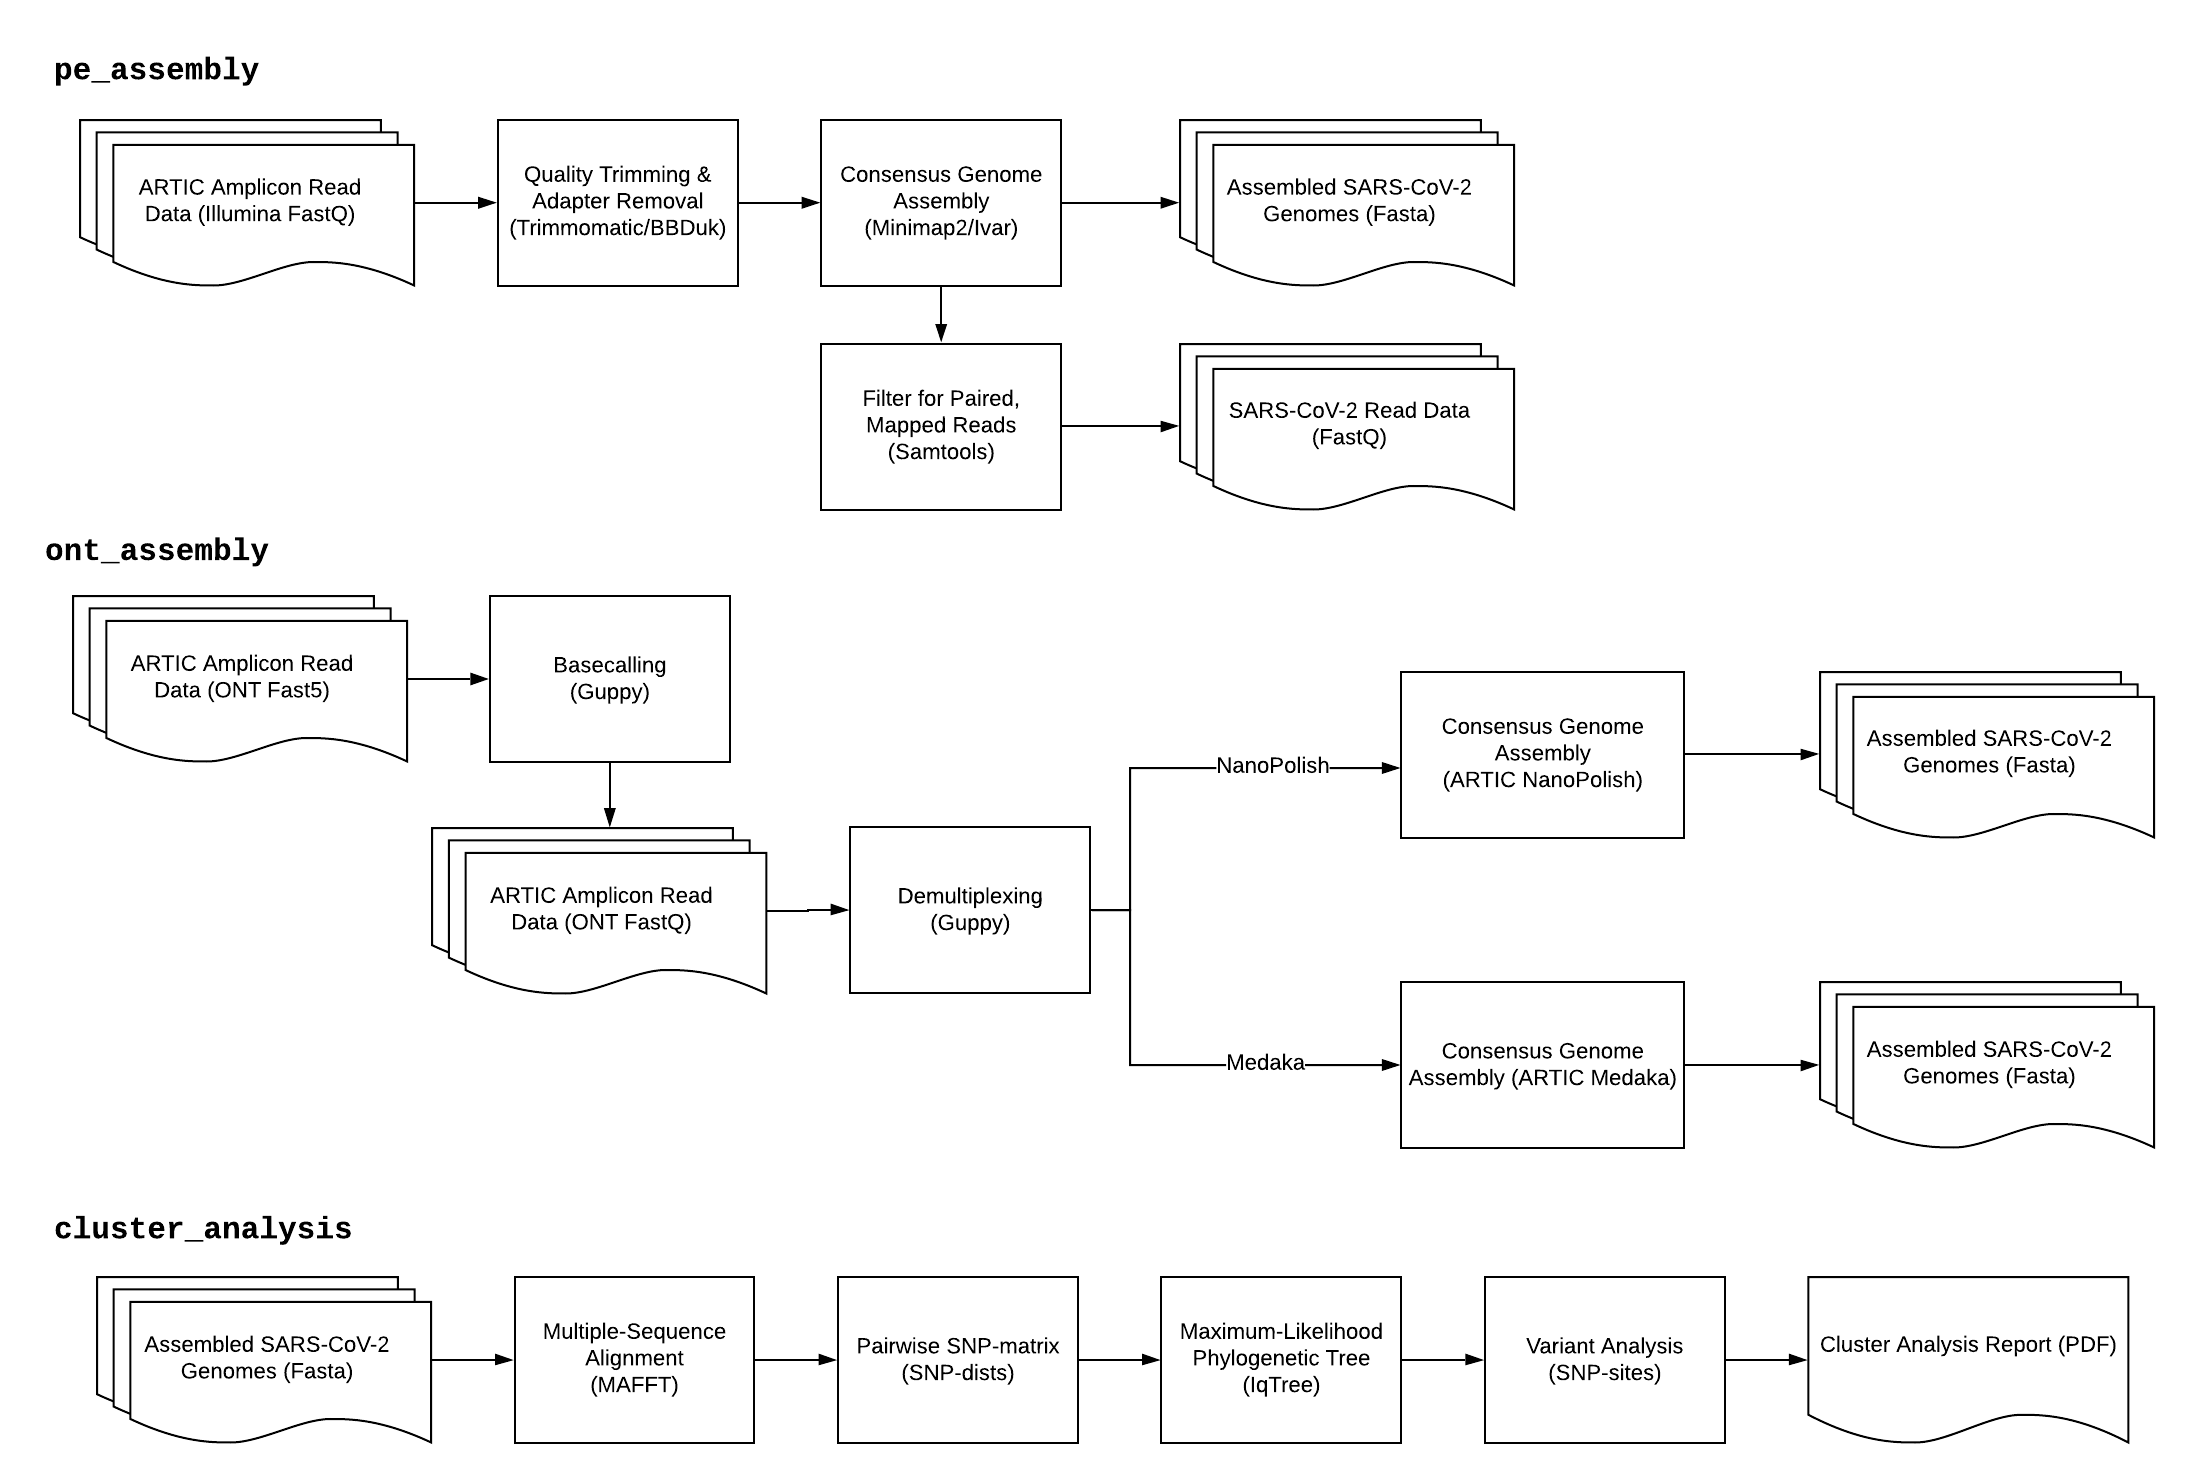 pe_assembly
ARTIC Amplicon Read
Data (Illumina FastQ)
Quality Trimming &
Adapter Removal
(Trimmomatic/BBDuk)
Consensus Genome
Assembly
(Minimap2/Ivar)
Assembled SARS-CoV-2
Genomes (Fasta)
Filter for Paired,
Mapped Reads
(Samtools)
SARS-CoV-2 Read Data
(FastQ)
ont_assembly
ARTIC Amplicon Read
Data (ONT Fast5)
Basecalling
(Guppy)
ARTIC Amplicon Read
Data (ONT FastQ)
Demultiplexing
(Guppy)
NanoPolish
Consensus Genome
Assembly
(ARTIC NanoPolish)
Assembled SARS-CoV-2
Genomes (Fasta)
Medaka
Consensus Genome
Assembly (ARTIC Medaka)
Assembled SARS-CoV-2
Genomes (Fasta)
cluster_analysis
Assembled SARS-CoV-2
Genomes (Fasta)
Multiple-Sequence
Alignment
(MAFFT)
Pairwise SNP-matrix
(SNP-dists)
Maximum-Likelihood
Phylogenetic Tree
(IqTree)
Variant Analysis
(SNP-sites)
Cluster Analysis Report (PDF)